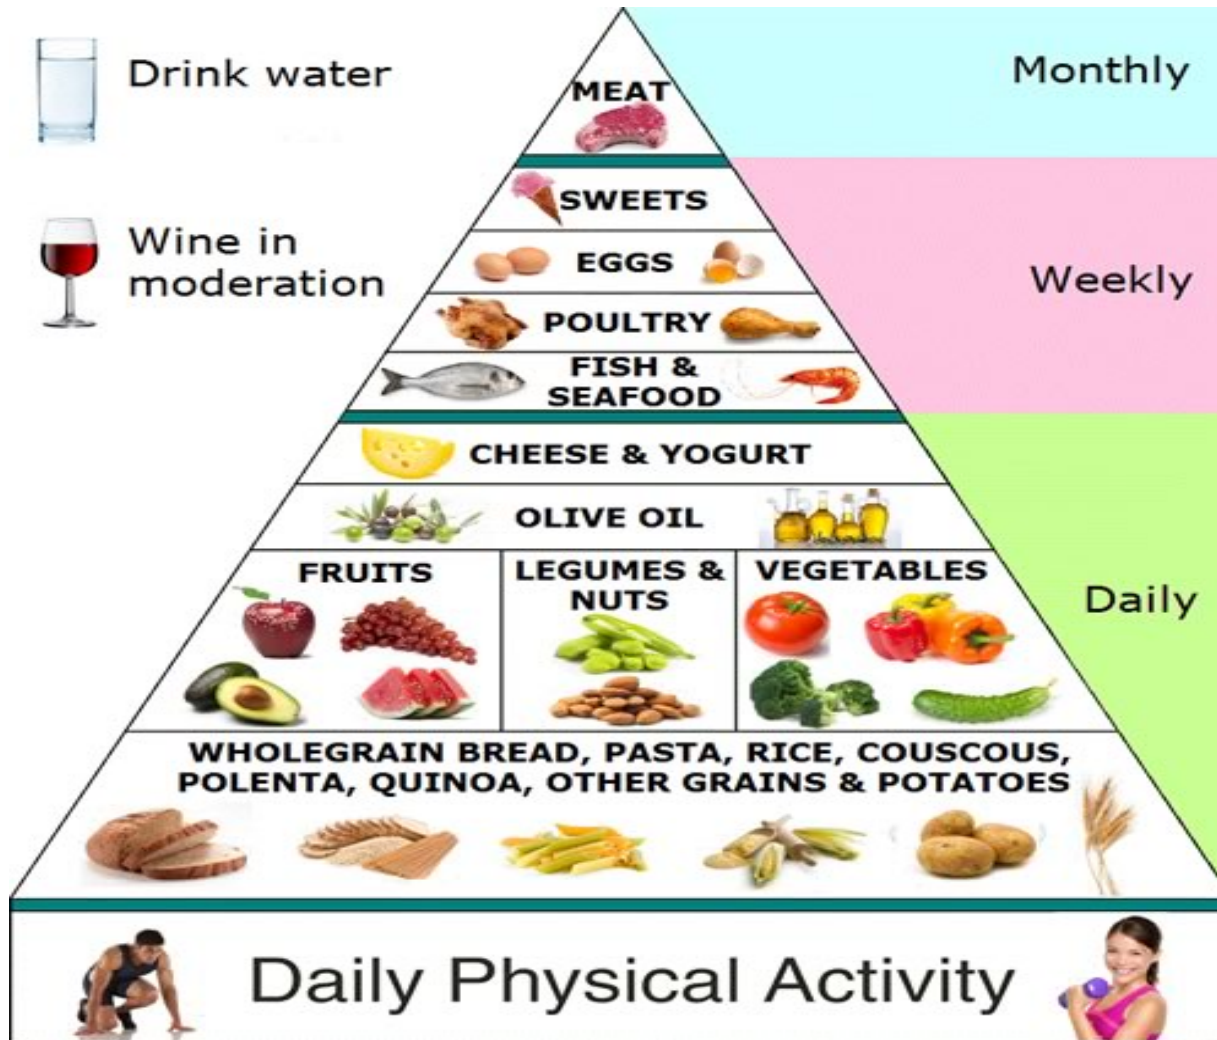 Drink water
Wine in
moderation
MEAT
SWEETS
EGGS
POULTRY
FISH &
SEAFOOD
CHEESE & YOGURT
OLIVE OIL
FRUITS
LEGUMES &
NUTS
VEGETABLES
WHOLEGRAIN BREAD, PASTA, RICE, COUSCOUS,
POLENTA, QUINOA, OTHER GRAINS & POTATOES
Monthly
Weekly
Daily
Daily Physical Activity